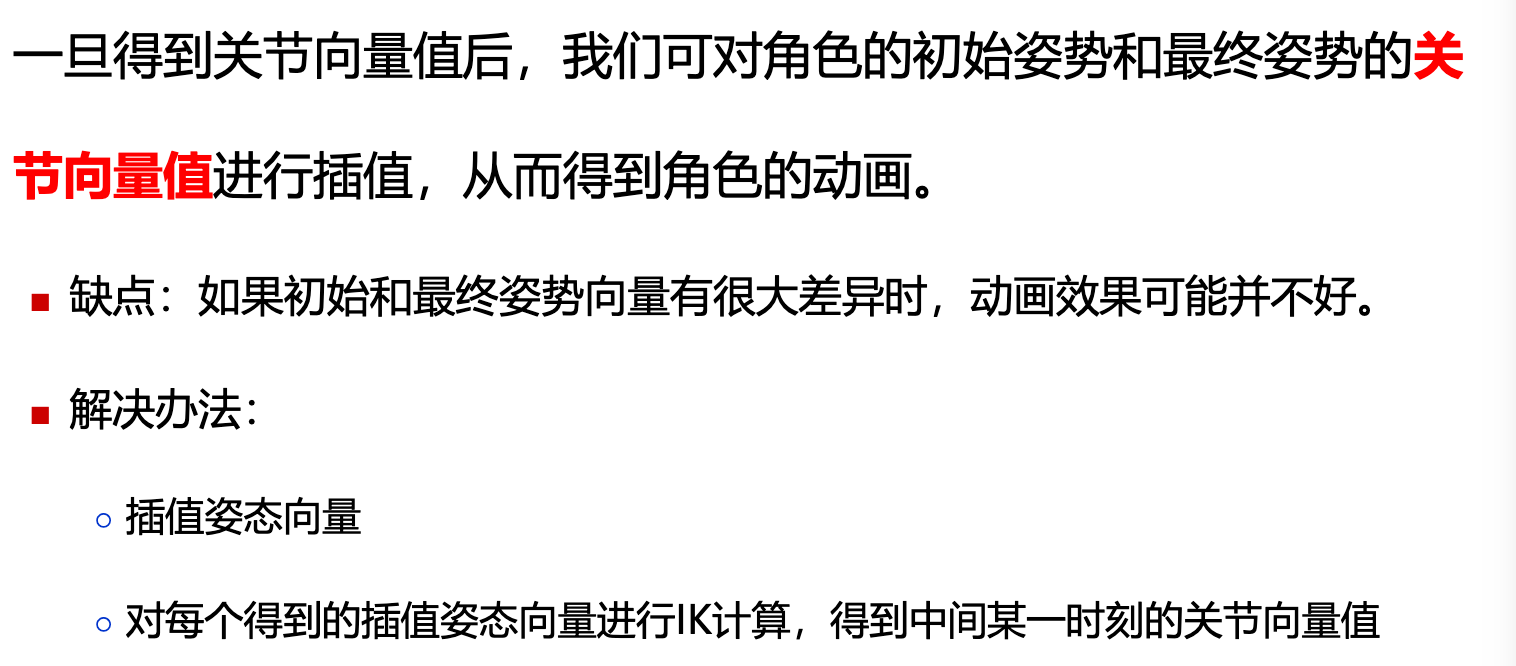 一旦得到关节向量值后，我们可对角色的初始姿势和最终姿势的关
节向量值进行插值，从而得到角色的动画。
缺点：如果初始和最终姿势向量有很大差异时，动画效果可能并不好。
解决办法：
插值姿态向量
对每个得到的插值姿态向量进行IK计算，得到中间某一时刻的关节向量值